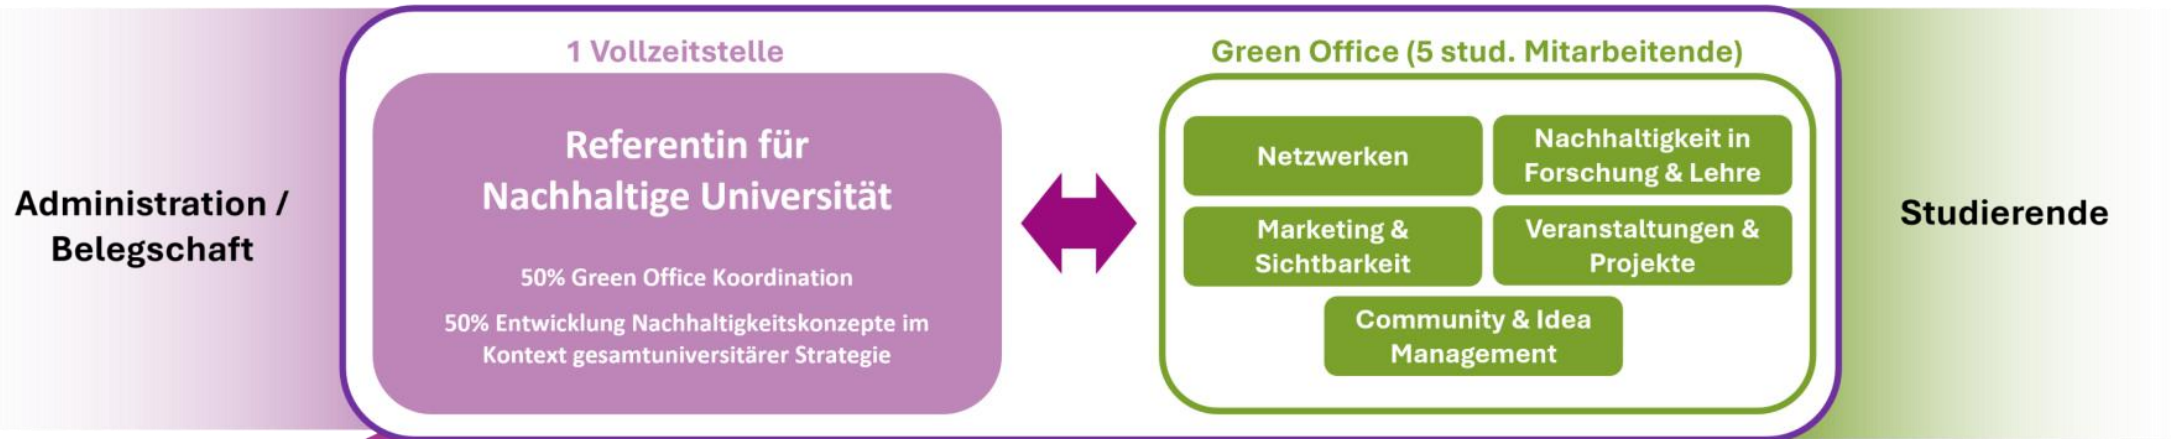 Administration /
Belegschaft
1 Vollzeitstelle
Referentin für
Nachhaltige Universität
50% Green Office Koordination
50% Entwicklung Nachhaltigkeitskonzepte im
Kontext gesamtuniversitärer Strategie
Green Office (5 stud. Mitarbeitende)
Netzwerken
Nachhaltigkeit in
Forschung & Lehre
Marketing &
Sichtbarkeit
Veranstaltungen &
Projekte
Community & Idea
Management
Studierende